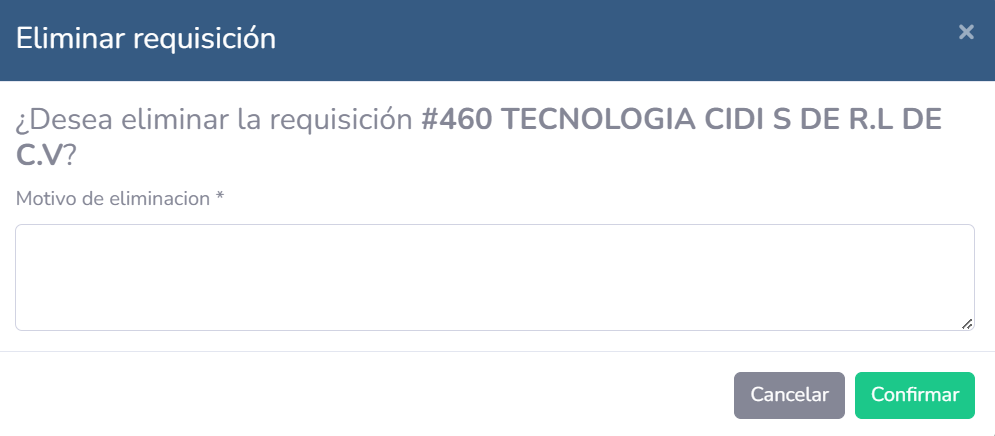 Eliminar requisición
×
¿Desea eliminar la requisición #460 TECNOLOGIA CIDI S DE R.L DE
C.V?
Motivo de eliminacion *
Cancelar
Confirmar